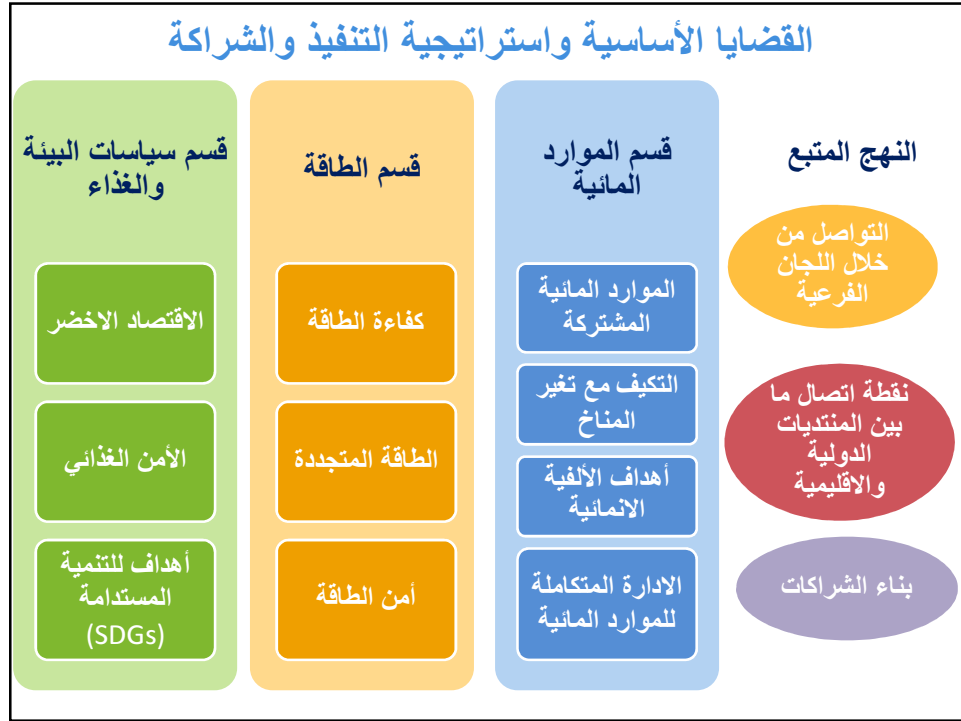 القضايا الأساسية واستراتيجية التنفيذ والشراكة
النهج المتبع
التواصل من
خلال اللجان
الفرعية
نقطة اتصال ما
بين المنتديات
الدولية
والاقليمية
بناء الشراكات
قسم الموارد
المائية
الموارد المائية
المشتركة
التكيف مع تغير
المناخ
أهداف الألفية
الانمائية
الادارة المتكاملة
للموارد المائية
قسم الطاقة
كفاءة الطاقة
الطاقة المتجددة
أمن الطاقة
قسم سياسات البيئة
والغذاء
الاقتصاد الاخضر
الأمن الغذائي
أهداف للتنمية
المستدامة
(SDGs)